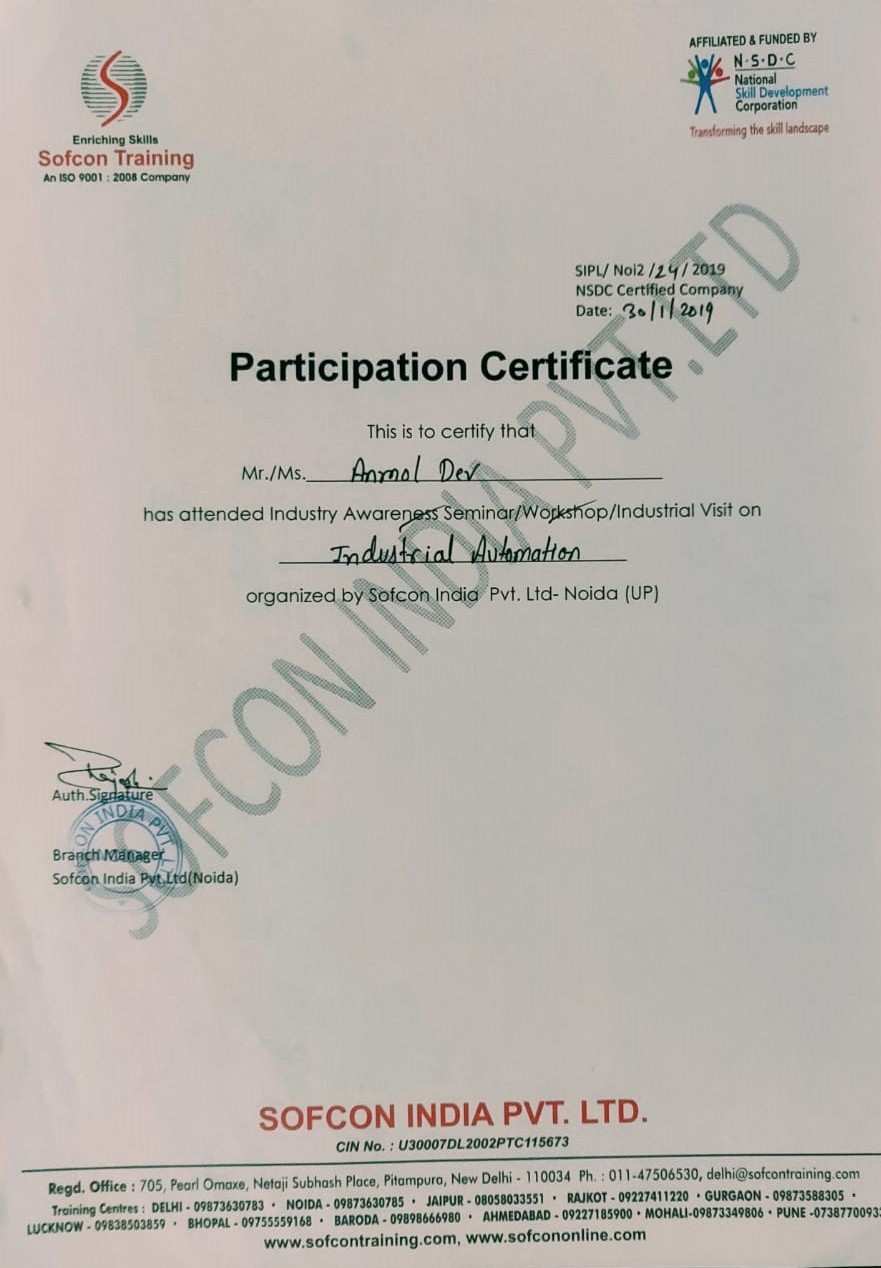 Enriching Skills
Sofcon Training
An ISO 9001 : 2008 Company
AFFILIATED & FUNDED BY
N·S·D·C
National
Skill Development
Corporation
Transforming the skill landscape
SIPL/ Noi2 /24/ 2019
NSDC Certified Company
Date: 30/1/2019
Participation Certificate
This is to certify that
Mr./Ms. Anmol Dev
has attended Industry Awareness Seminar/Workshop/Industrial Visit on
Industrial Automation
organized by Sofcon India Pvt. Ltd- Noida (UP)
SOFCON INDIA PVT.LTD
Auth.Signature
ON INDIA PVT
Branch Manager
Sofcon India Pvt.Ltd(Noida)
SOFCON INDIA PVT. LTD.
CIN No. : U30007DL2002PTC115673
Regd. Office : 705, Pearl Omaxe, Netaji Subhash Place, Pitampura, New Delhi - 110034 Ph. : 011-47506530, delhi@sofcontraining.com
Training Centres : DELHI - 09873630783 · NOIDA - 09873630785 · JAIPUR - 08058033551 · RAJKOT - 09227411220 · GURGAON - 09873588305 ·
LUCKNOW - 09838503859 · BHOPAL - 09755559168 · BARODA - 09898666980 · AHMEDABAD - 09227185900 · MOHALI-09873349806 · PUNE -0738770093
www.sofcontraining.com, www.sofcononline.com